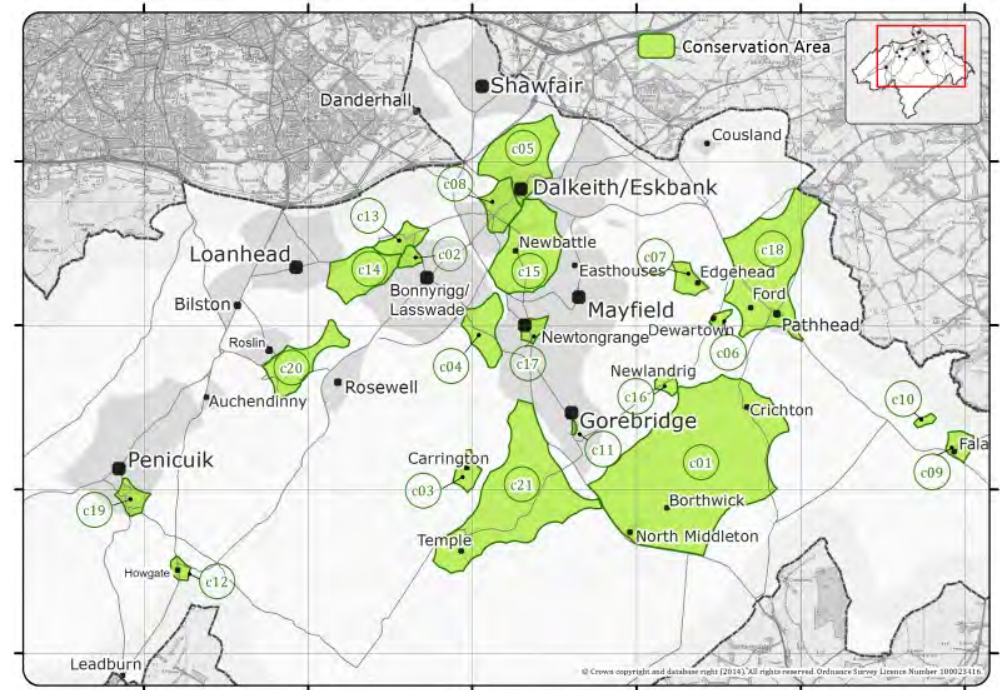 Conservation Area
Shawfair
Danderhall
Cousland
c05
c08
Dalkeith/Eskbank
c13
c02
Newbattle
c18
Loanhead
c14
c15
Easthouses
c07
Edgehead
Bilston
Bonnyrigg/
Lasswade
Mayfield
Ford
Roslin
Newtongrange
Dewartown
Pathhead
c20
c04
c17
c06
Newlandrig
Rosewell
c16
Auchendinny
Gorebridge
Crichton
c10
c11
Fala
Penicuik
Carrington
c01
c09
c03
c21
c19
Borthwick
Temple
North Middleton
Howgate
c12
Leadburn
© Crown copyright and database right [2014]. All rights reserved. Ordnance Survey Licence Number 100023416